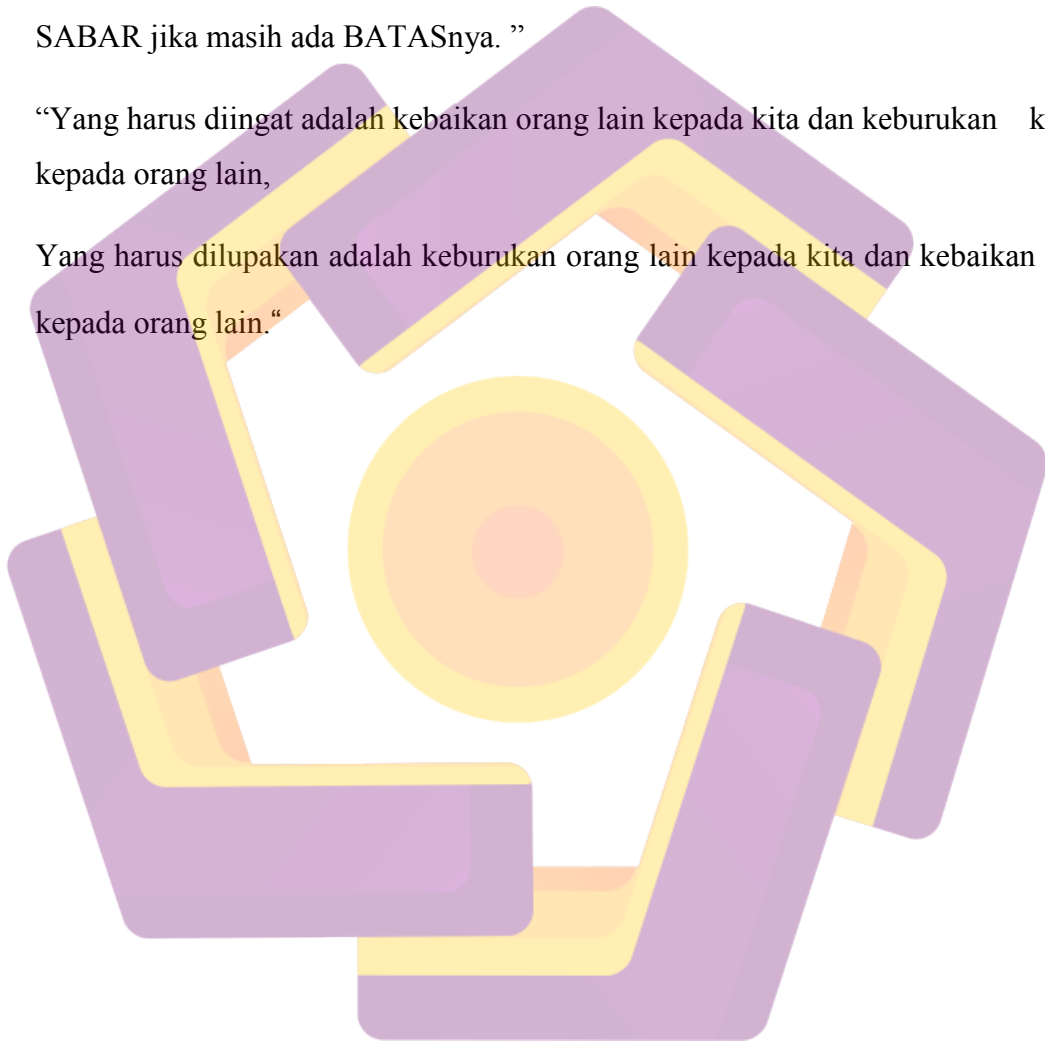 SABAR jika masih ada BATASnya. ”
“Yang harus diingat adalah kebaikan orang lain kepada kita dan keburukan k
kepada orang lain,
Yang harus dilupakan adalah keburukan orang lain kepada kita dan kebaikan
kepada orang lain.“